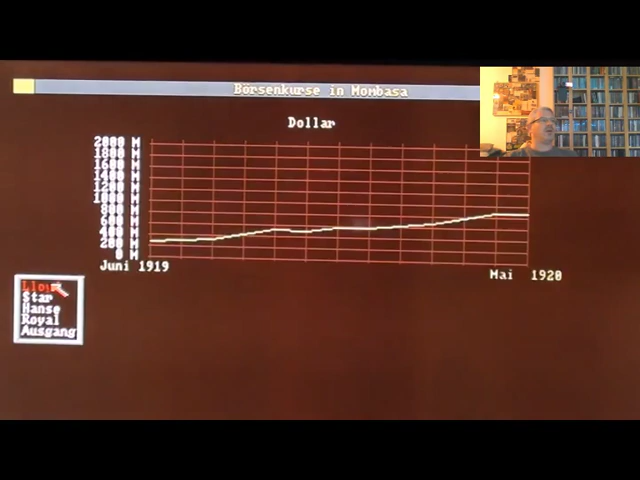 Börsenkurse in Mombasa
Dollar
2000 M
1800 M
1600 M
1400 M
1200 M
1000 M
800 M
600 M
400 M
200 M
0 M
Juni 1919
Mai 1920
Lloyd
Star
Hanse
Royal
Ausgang